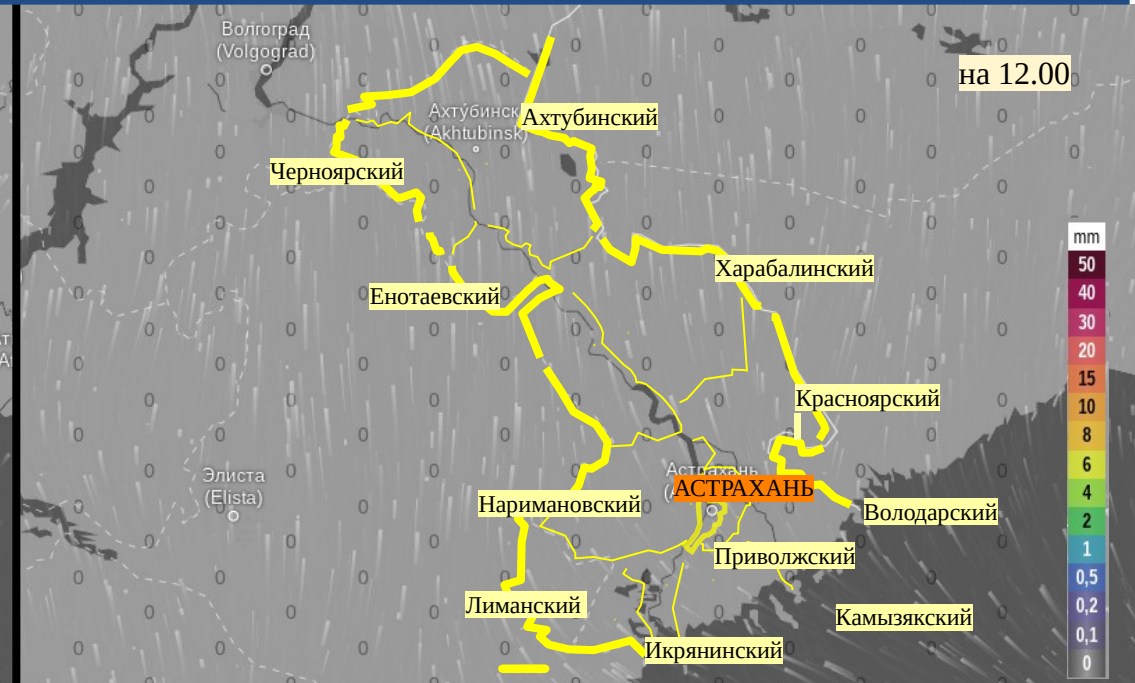 Волгоград
(Volgograd)
на 12.00
Ахтубинск
(Akhtubinsk)
Ахтубинский
Черноярский
mm
50
40
30
20
15
10
8
6
4
2
1
0,5
0,2
0,1
0
Харабалинский
Енотаевский
Красноярский
Элиста
(Elista)
Астрахань
АСТРАХАНЬ
Наримановский
Володарский
Приволжский
Лиманский
Камызякский
Икрянинский